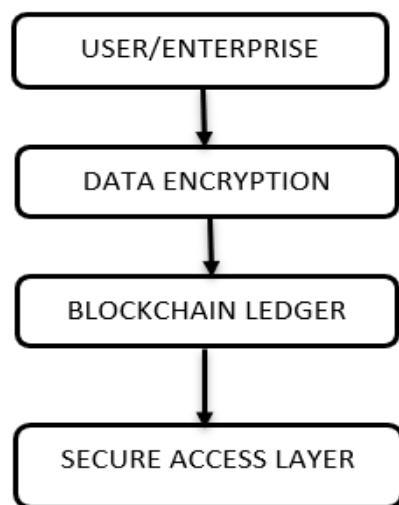 USER/ENTERPRISE
DATA ENCRYPTION
BLOCKCHAIN LEDGER
SECURE ACCESS LAYER